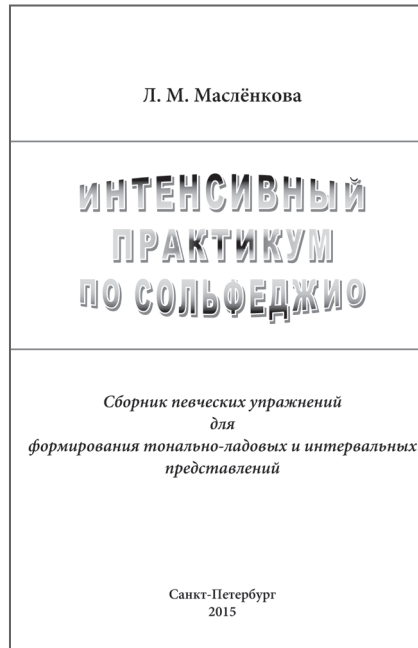 Л. М. Маслёнкова
ИНТЕНСИВНЫЙ
ПРАКТИКУМ
ПО СОЛЬФЕДЖИО
Сборник певческих упражнений
для
формирования тонально-ладовых и интервальных
представлений
Санкт-Петербург
2015